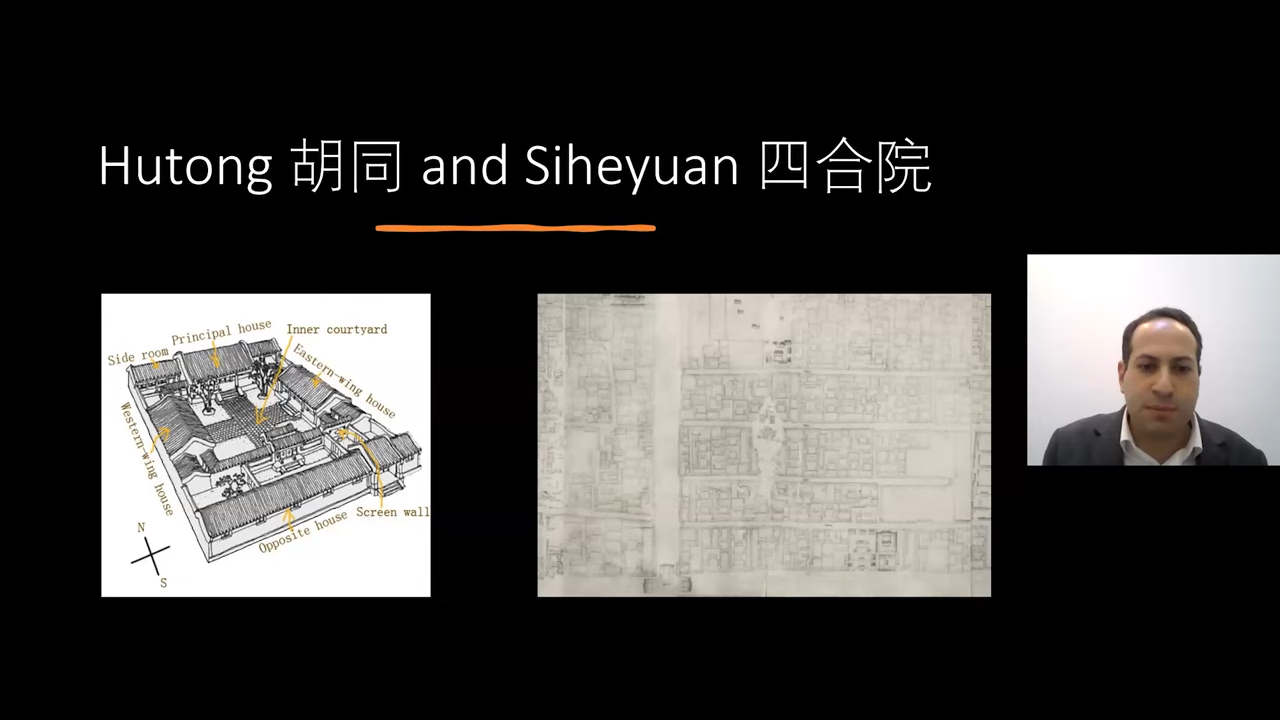 Hutong 胡同 and Siheyuan 四合院
Principal house
Inner courtyard
Side room
Eastern-wing house
Western-wing house
Screen wall
Opposite house
N
S